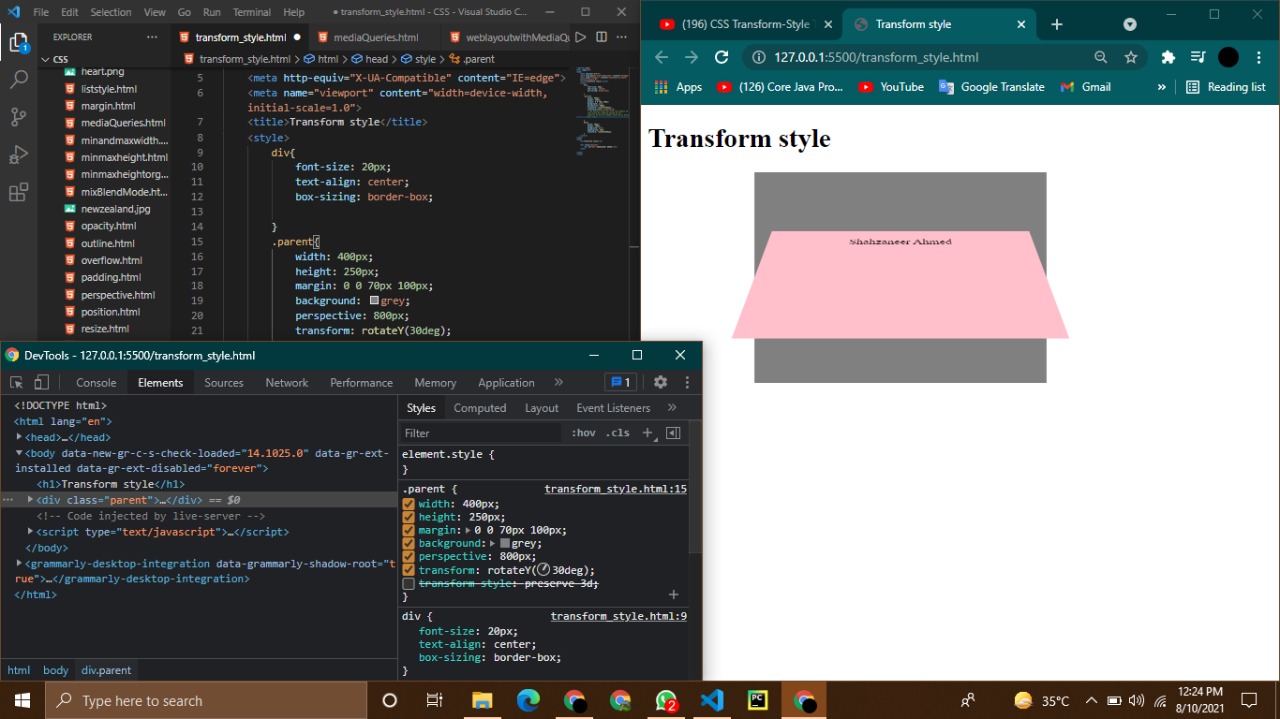 File Edit Selection View Go Run Terminal Help
● transform_style.html - CSS - Visual Studio C...
EXPLORER
transform_style.html ●
mediaQueries.html
weblayoutwithMediaQu
CSS
transform_style.html > html > head > style > .parent
heart.png
liststyle.html
margin.html
mediaQueries.html
minandmaxwidth....
minmaxheight.html
minmaxheightorg....
mixBlendMode.ht...
newzealand.jpg
opacity.html
outline.html
overflow.html
padding.html
perspective.html
position.html
resize.html
5 <meta http-equiv="X-UA-Compatible" content="IE=edge">
6 <meta name="viewport" content="width=device-width,
initial-scale=1.0">
7 <title>Transform style</title>
8 <style>
9 div{
10 font-size: 20px;
11 text-align: center;
12 box-sizing: border-box;
13
14 }
15 .parent{
16 width: 400px;
17 height: 250px;
18 margin: 0 0 70px 100px;
19 background: grey;
20 perspective: 800px;
21 transform: rotateY(30deg);
(196) CSS Transform-Style T
Transform style
127.0.0.1:5500/transform_style.html
Apps
(126) Core Java Pro...
YouTube
Google Translate
Gmail
»
Reading list
Transform style
Shahzaneer Ahmed
DevTools - 127.0.0.1:5500/transform_style.html
Console Elements Sources Network Performance Memory Application » 1
<!DOCTYPE html>
<html lang="en">
<head>…</head>
<body data-new-gr-c-s-check-loaded="14.1025.0" data-gr-ext-
installed data-gr-ext-disabled="forever">
<h1>Transform style</h1>
<div class="parent">…</div> == $0
<!-- Code injected by live-server -->
<script type="text/javascript">…</script>
</body>
<grammarly-desktop-integration data-grammarly-shadow-root="t
rue">…</grammarly-desktop-integration>
</html>
html body div.parent
Styles Computed Layout Event Listeners »
Filter :hov .cls +
element.style {
}
.parent { transform_style.html:15
width: 400px;
height: 250px;
margin: 0 0 70px 100px;
background: grey;
perspective: 800px;
transform: rotateY(30deg);
transform-style: preserve-3d;
}
div { transform_style.html:9
font-size: 20px;
text-align: center;
box-sizing: border-box;
}
Type here to search
2
PC
35°C
12:24 PM
8/10/2021